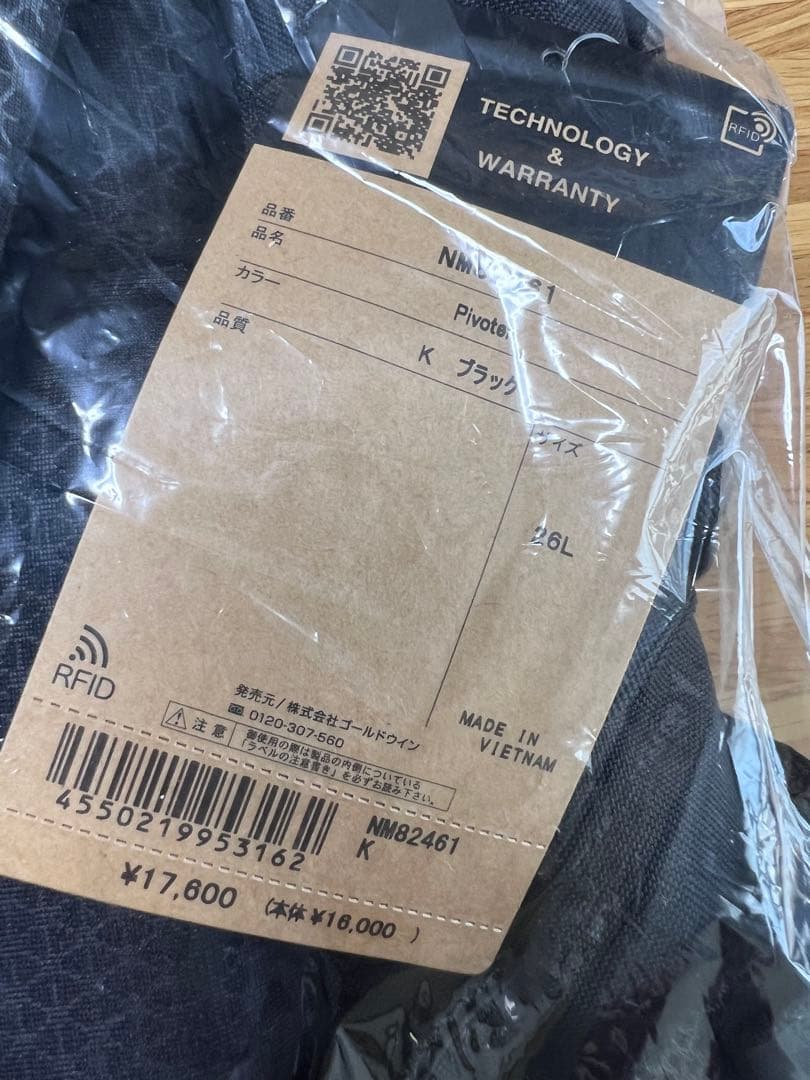 TECHNOLOGY
&
WARRANTY
RFID
品番
品名
Pivoter
カラー
K ブラック
品質
サイズ
26L
RFID
発売元/株式会社ゴールドウイン
0120-307-560
注意
御使用の際は製品の内側についている
「ラベルの注意書き」を必ずお読み下さい。
MADE IN
VIETNAM
4550219953162
NM82461
K
¥17,600 (本体 ¥16,000 )